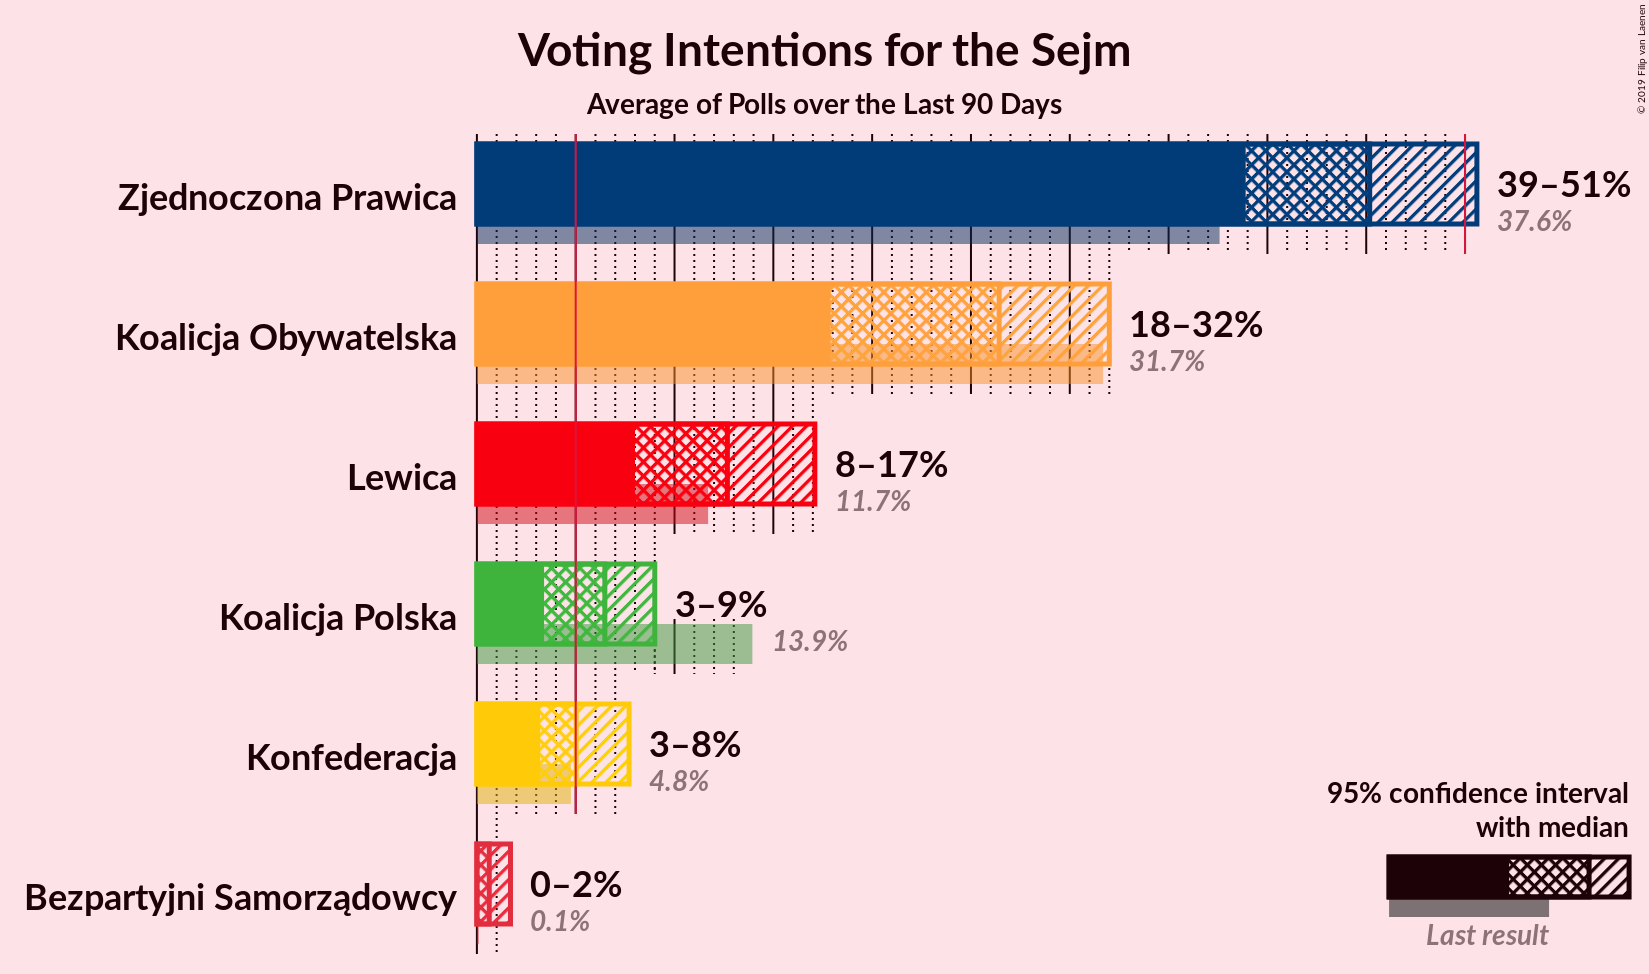 Voting Intentions for the Sejm
Average of Polls over the Last 90 Days
© 2019 Filip van Laenen
Zjednoczona Prawica
39–51%
37.6%
Koalicja Obywatelska
18–32%
31.7%
Lewica
8–17%
11.7%
Koalicja Polska
3–9%
13.9%
Konfederacja
3–8%
4.8%
Bezpartyjni Samorządowcy
0–2%
0.1%
95% confidence interval
with median
Last result